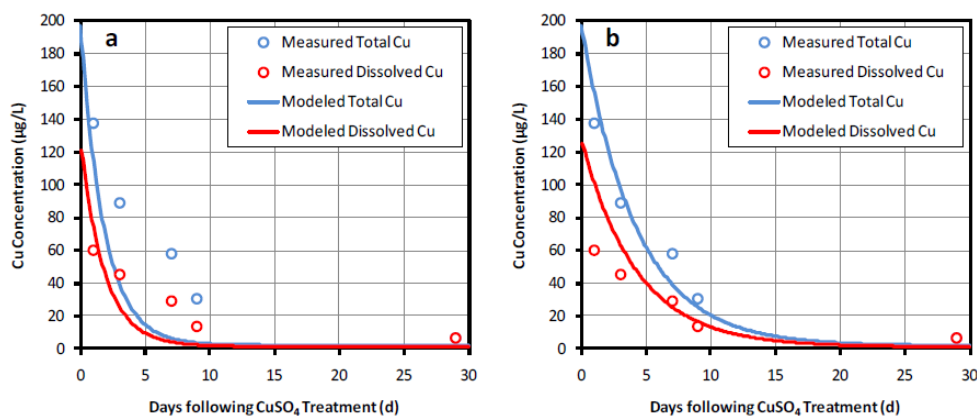 a
Cu Concentration (µg/L)
200
180
160
140
120
100
80
60
40
20
0
Measured Total Cu
Measured Dissolved Cu
Modeled Total Cu
Modeled Dissolved Cu
0 5 10 15 20 25 30
Days following CuSO₄ Treatment (d)
b
Cu Concentration (µg/L)
200
180
160
140
120
100
80
60
40
20
0
Measured Total Cu
Measured Dissolved Cu
Modeled Total Cu
Modeled Dissolved Cu
0 5 10 15 20 25 30
Days following CuSO₄ Treatment (d)